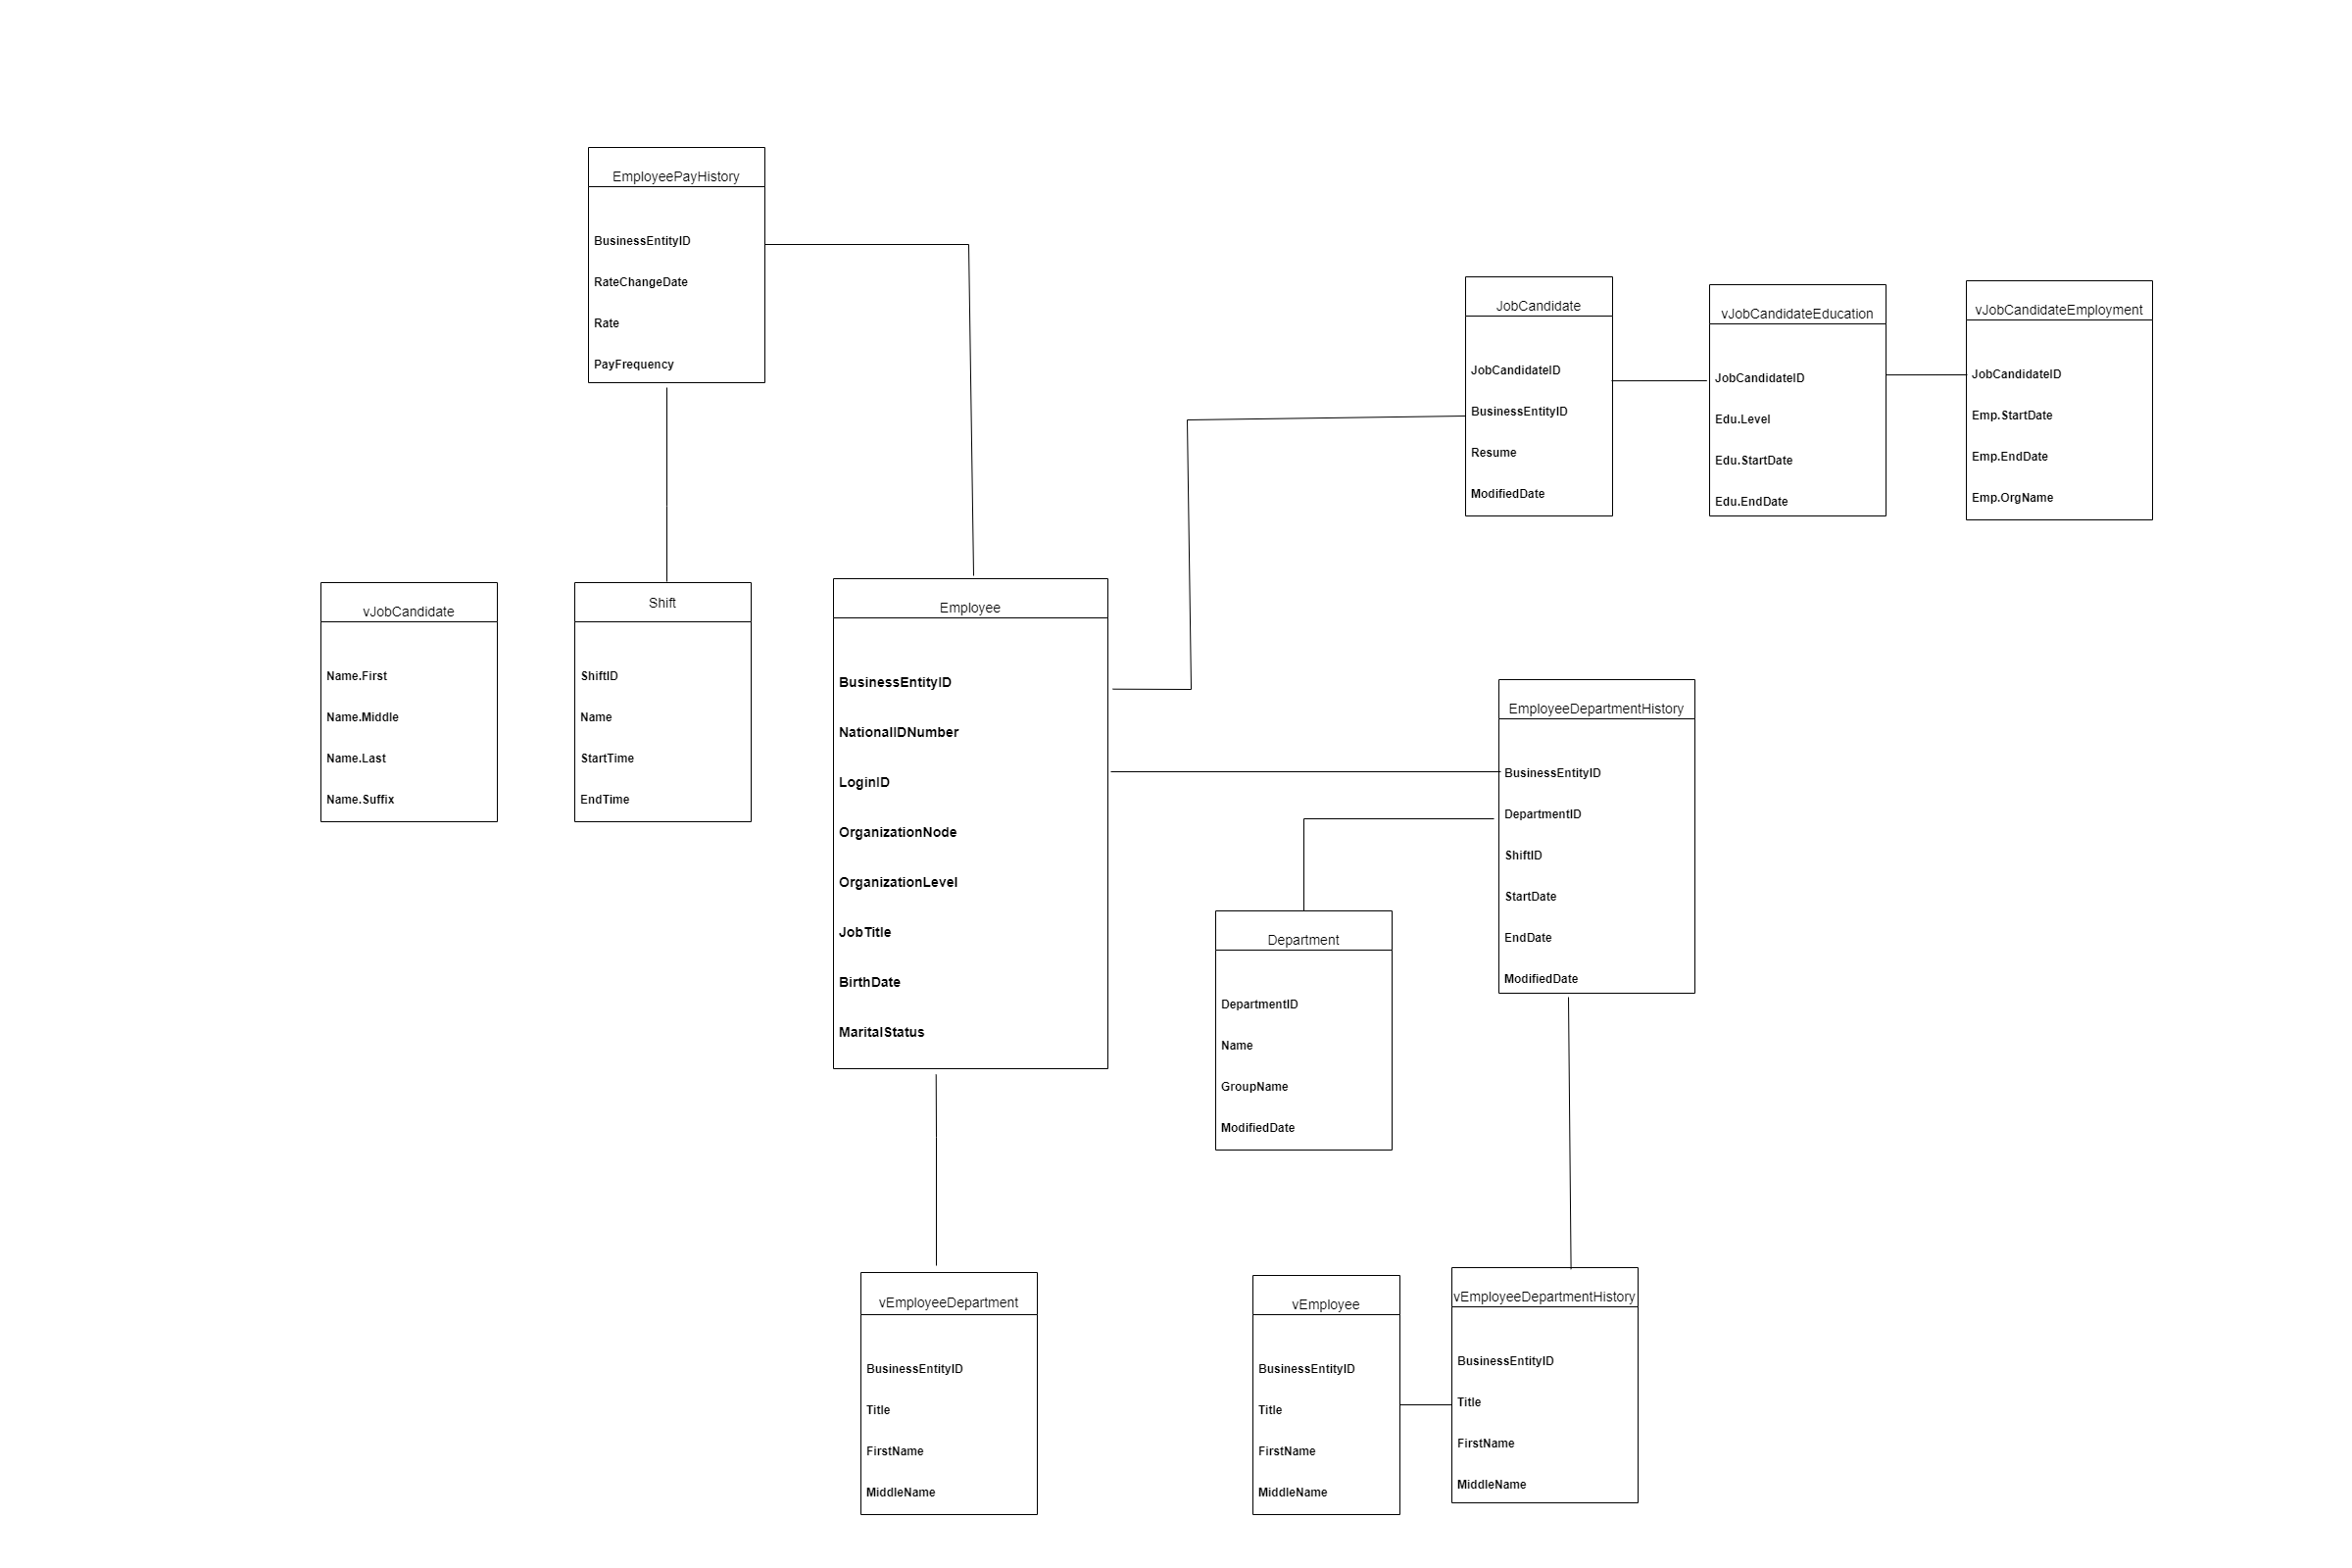 EmployeePayHistory
BusinessEntityID
RateChangeDate
Rate
PayFrequency
JobCandidate
JobCandidateID
BusinessEntityID
Resume
ModifiedDate
vJobCandidateEducation
JobCandidateID
Edu.Level
Edu.StartDate
Edu.EndDate
vJobCandidateEmployment
JobCandidateID
Emp.StartDate
Emp.EndDate
Emp.OrgName
vJobCandidate
Name.First
Name.Middle
Name.Last
Name.Suffix
Shift
ShiftID
Name
StartTime
EndTime
Employee
BusinessEntityID
NationalIDNumber
LoginID
OrganizationNode
OrganizationLevel
JobTitle
BirthDate
MaritalStatus
EmployeeDepartmentHistory
BusinessEntityID
DepartmentID
ShiftID
StartDate
EndDate
ModifiedDate
Department
DepartmentID
Name
GroupName
ModifiedDate
vEmployeeDepartment
BusinessEntityID
Title
FirstName
MiddleName
vEmployee
BusinessEntityID
Title
FirstName
MiddleName
vEmployeeDepartmentHistory
BusinessEntityID
Title
FirstName
MiddleName